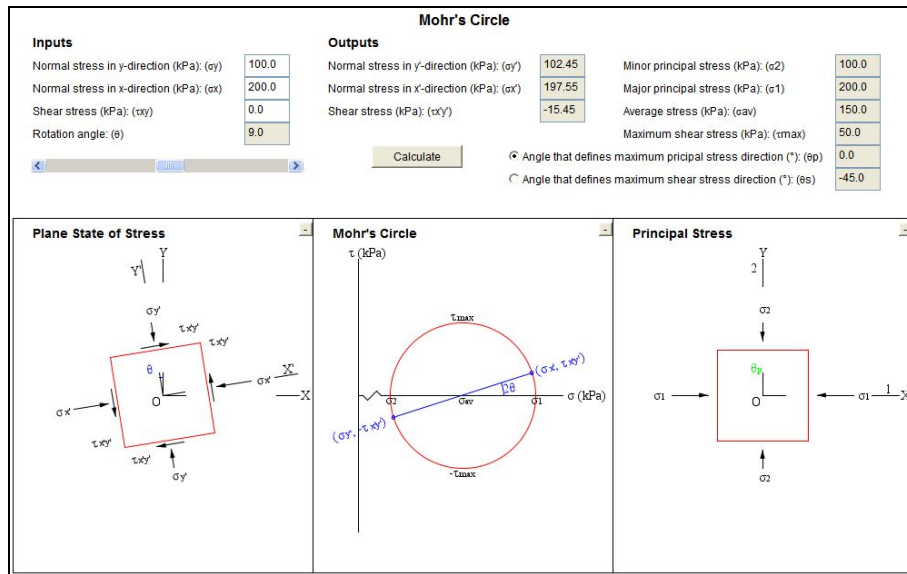 Mohr's Circle
Inputs
Normal stress in y-direction (kPa): (σy) 100.0
Normal stress in x-direction (kPa): (σx) 200.0
Shear stress (kPa): (τxy) 0.0
Rotation angle: (θ) 9.0
Outputs
Normal stress in y'-direction (kPa): (σy') 102.45
Normal stress in x'-direction (kPa): (σx') 197.55
Shear stress (kPa): (τx'y') -15.45
Minor principal stress (kPa): (σ2) 100.0
Major principal stress (kPa): (σ1) 200.0
Average stress (kPa): (σav) 150.0
Maximum shear stress (kPa): (τmax) 50.0
Calculate
Angle that defines maximum pricipal stress direction (°): (θp) 0.0
Angle that defines maximum shear stress direction (°): (θs) -45.0
Plane State of Stress
-
Y
Y'
σy'
τxy'
τxy'
θ
X'
σx'
X
O
σx'
τxy'
τxy'
σy'
Mohr's Circle
-
τ (kPa)
τmax
(σx', τxy')
2θ
σ2
σav
σ1
σ (kPa)
(σy', -τxy')
-τmax
Principal Stress
-
Y
2
σ2
θp
σ1
O
σ1
1
X
σ2